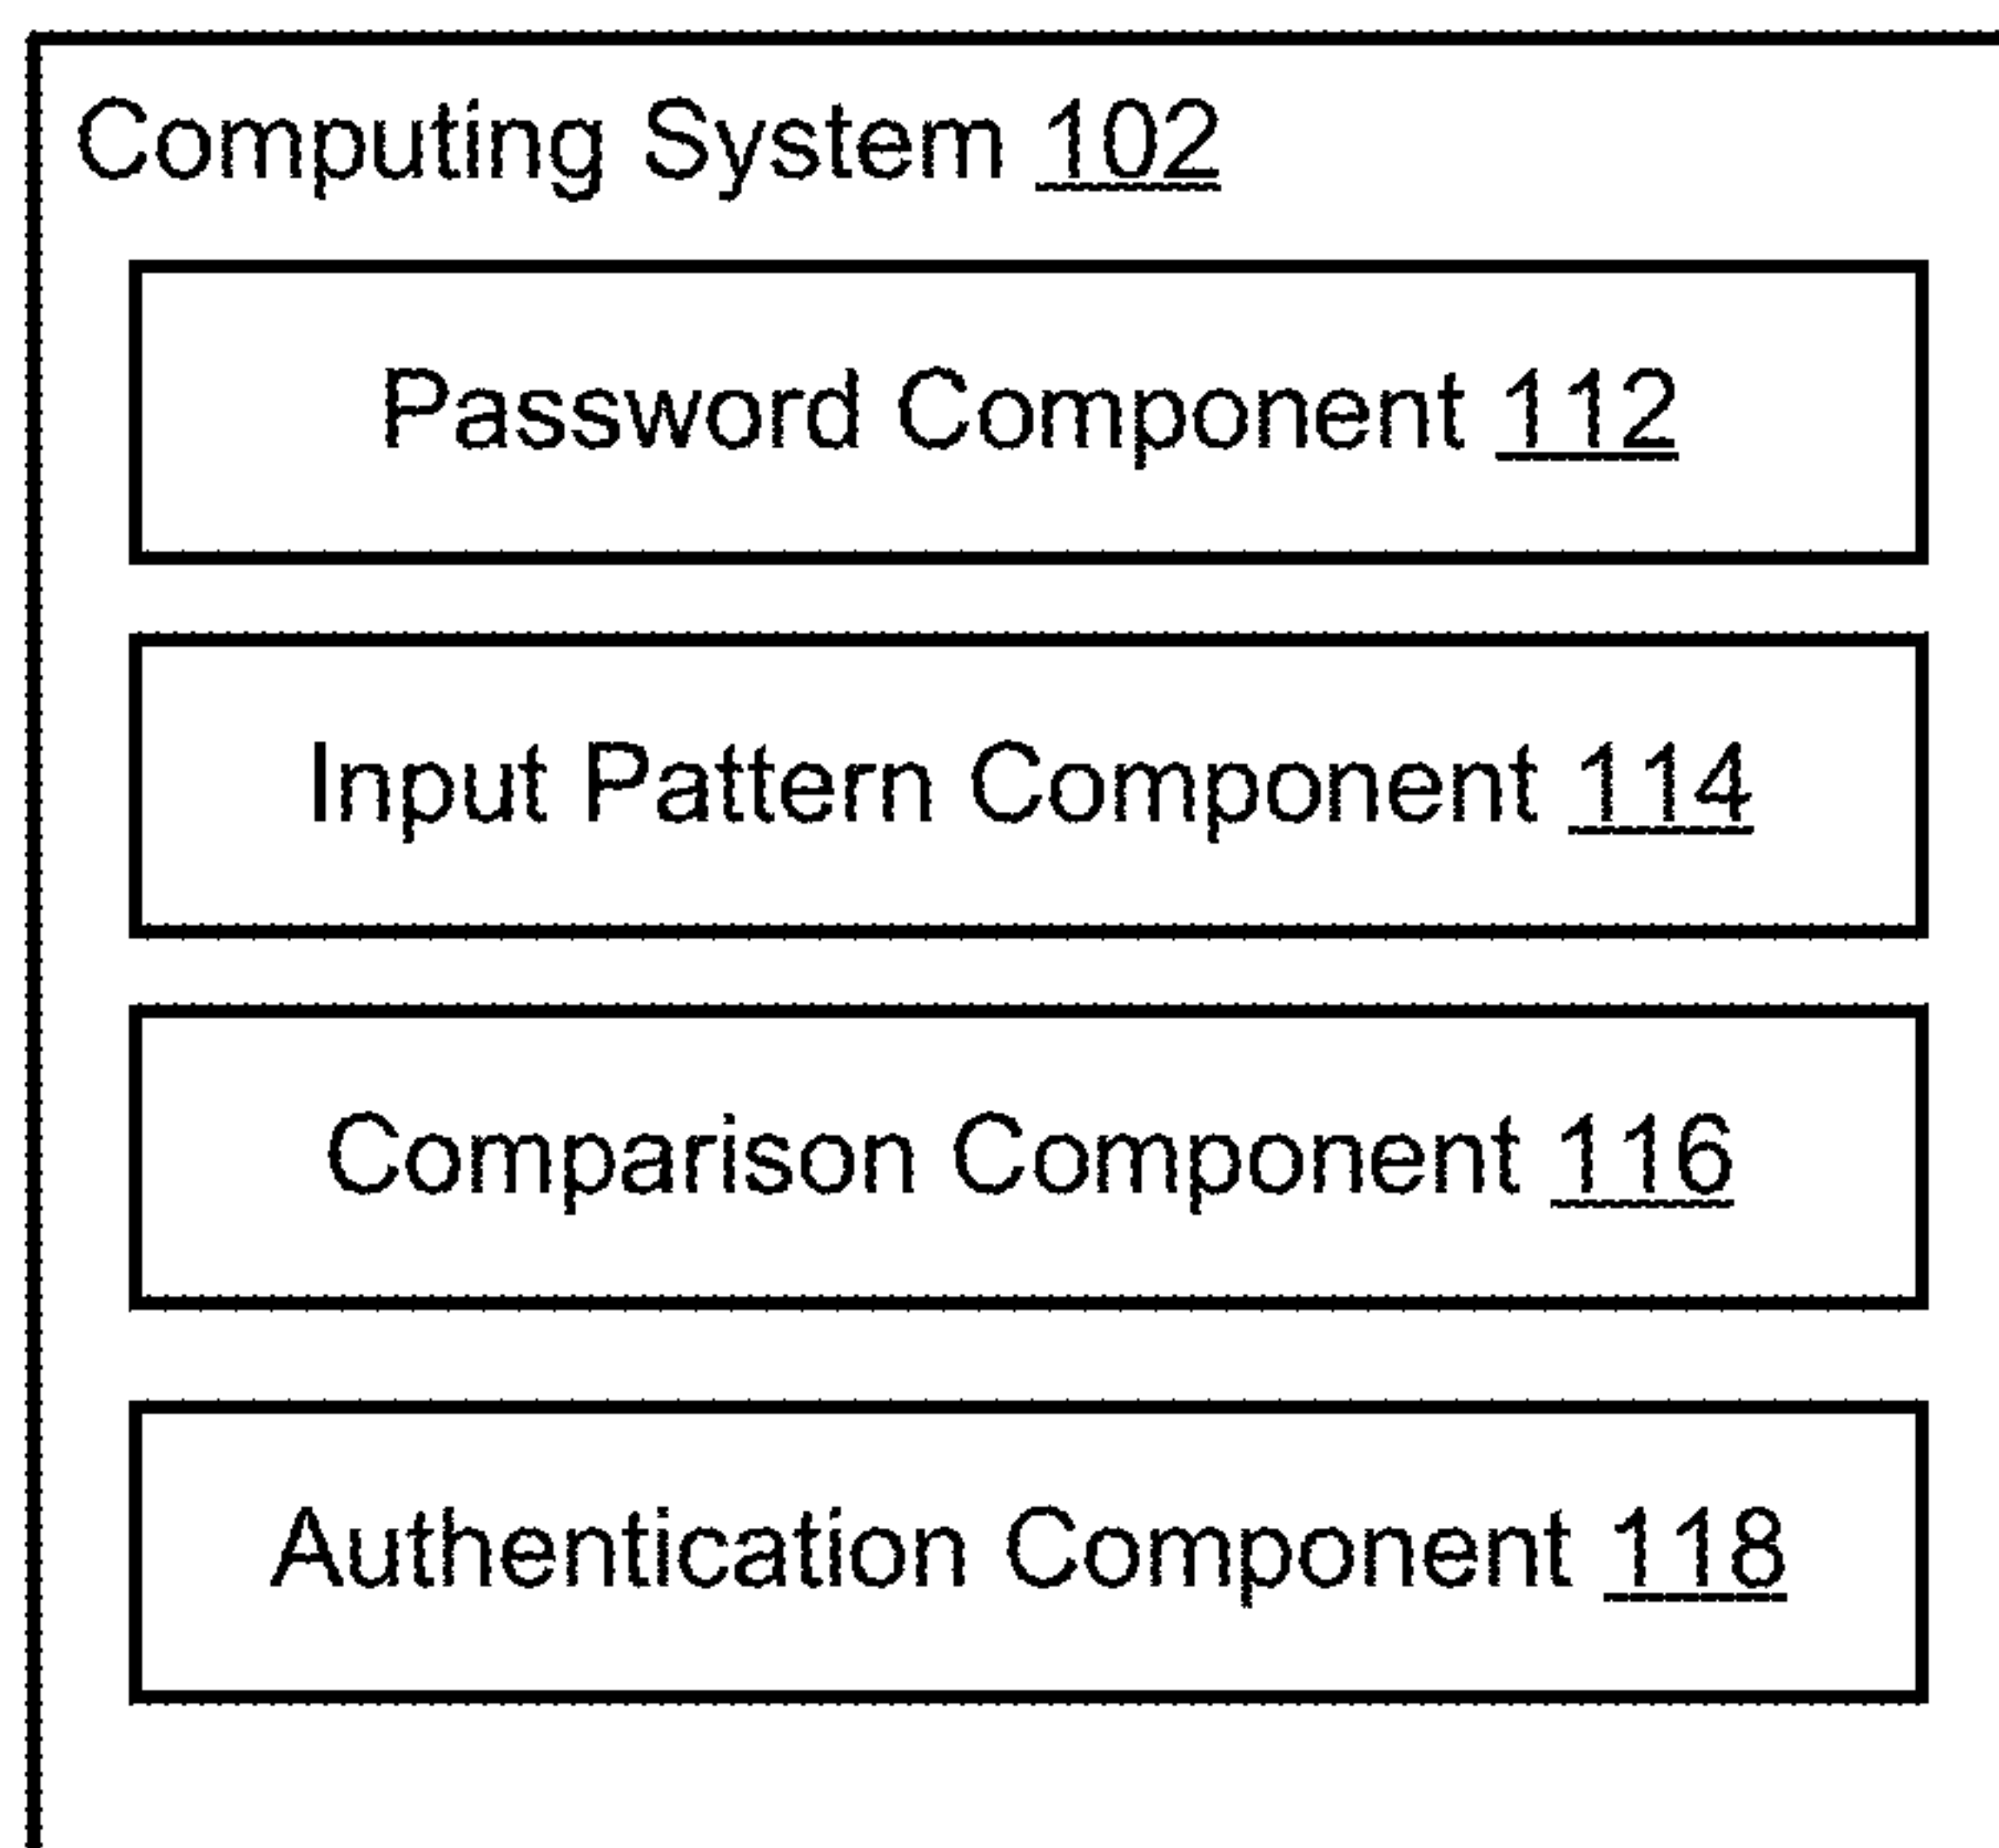 Computing System 102
Password Component 112
Input Pattern Component 114
Comparison Component 116
Authentication Component 118